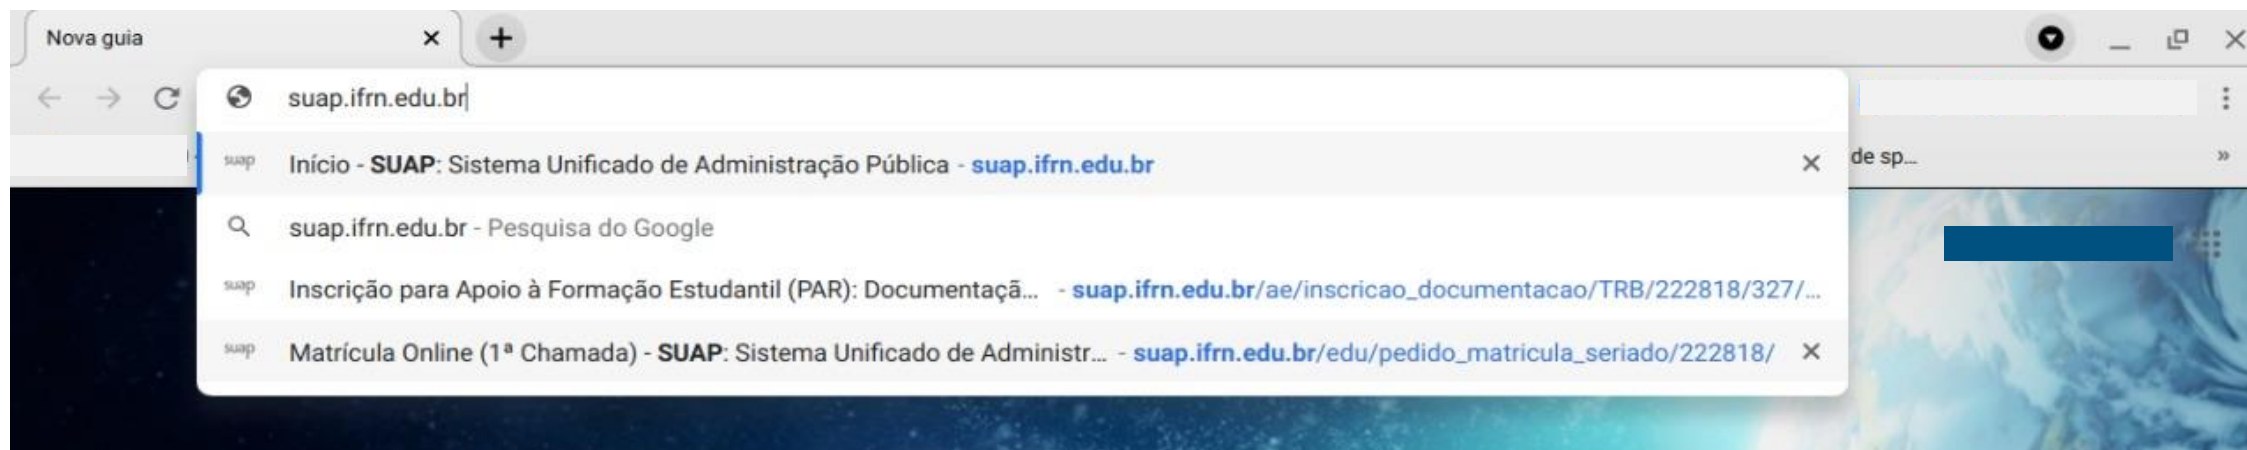 Nova guia
suap.ifrn.edu.br
de sp...
suap Início - SUAP: Sistema Unificado de Administração Pública - suap.ifrn.edu.br
suap.ifrn.edu.br - Pesquisa do Google
suap Inscrição para Apoio à Formação Estudantil (PAR): Documentaçã... - suap.ifrn.edu.br/ae/inscricao_documentacao/TRB/222818/327/...
suap Matrícula Online (1ª Chamada) - SUAP: Sistema Unificado de Administr... - suap.ifrn.edu.br/edu/pedido_matricula_seriado/222818/